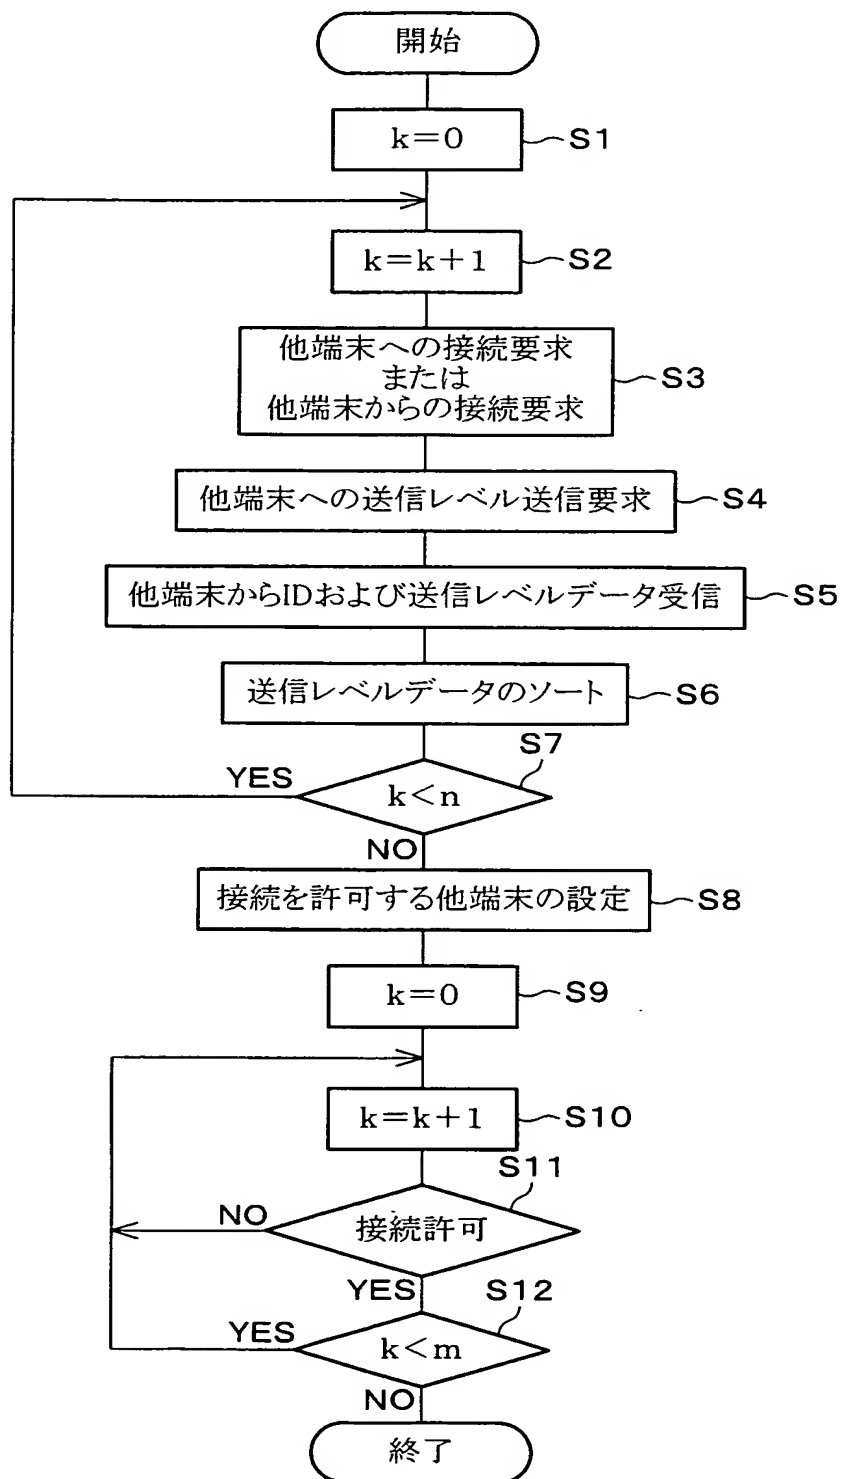 開始
k=0
S1
k=k+1
S2
他端末への接続要求
または
他端末からの接続要求
S3
他端末への送信レベル送信要求
S4
他端末からIDおよび送信レベルデータ受信
S5
送信レベルデータのソート
S6
S7
YES
k<n
NO
接続を許可する他端末の設定
S8
k=0
S9
k=k+1
S10
S11
NO
接続許可
YES
S12
YES
k<m
NO
終了